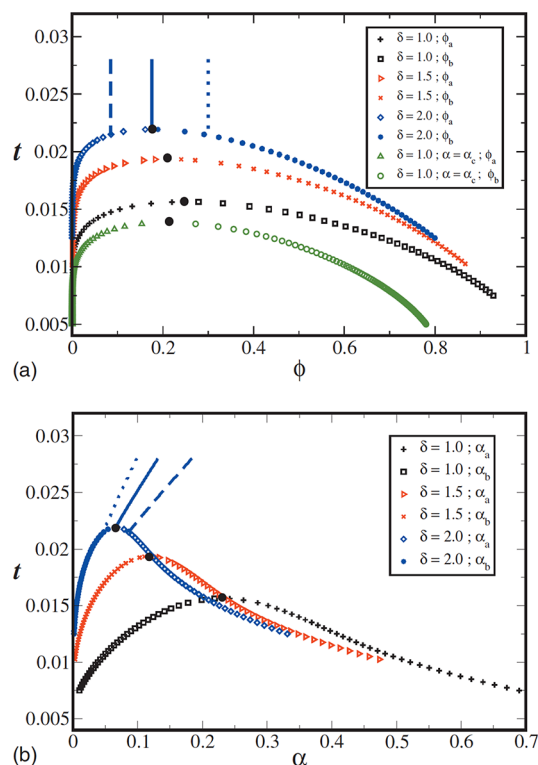 0.03
0.025
0.02
0.015
0.01
0.005
t
δ = 1.0 ; ϕa
δ = 1.0 ; ϕb
δ = 1.5 ; ϕa
δ = 1.5 ; ϕb
δ = 2.0 ; ϕa
δ = 2.0 ; ϕb
δ = 1.0 ; α = αc ; ϕa
δ = 1.0 ; α = αc ; ϕb
0 0.2 0.4 0.6 0.8 1
(a) ϕ
0.03
0.025
0.02
0.015
0.01
0.005
t
δ = 1.0 ; αa
δ = 1.0 ; αb
δ = 1.5 ; αa
δ = 1.5 ; αb
δ = 2.0 ; αa
δ = 2.0 ; αb
0 0.1 0.2 0.3 0.4 0.5 0.6 0.7
(b) α